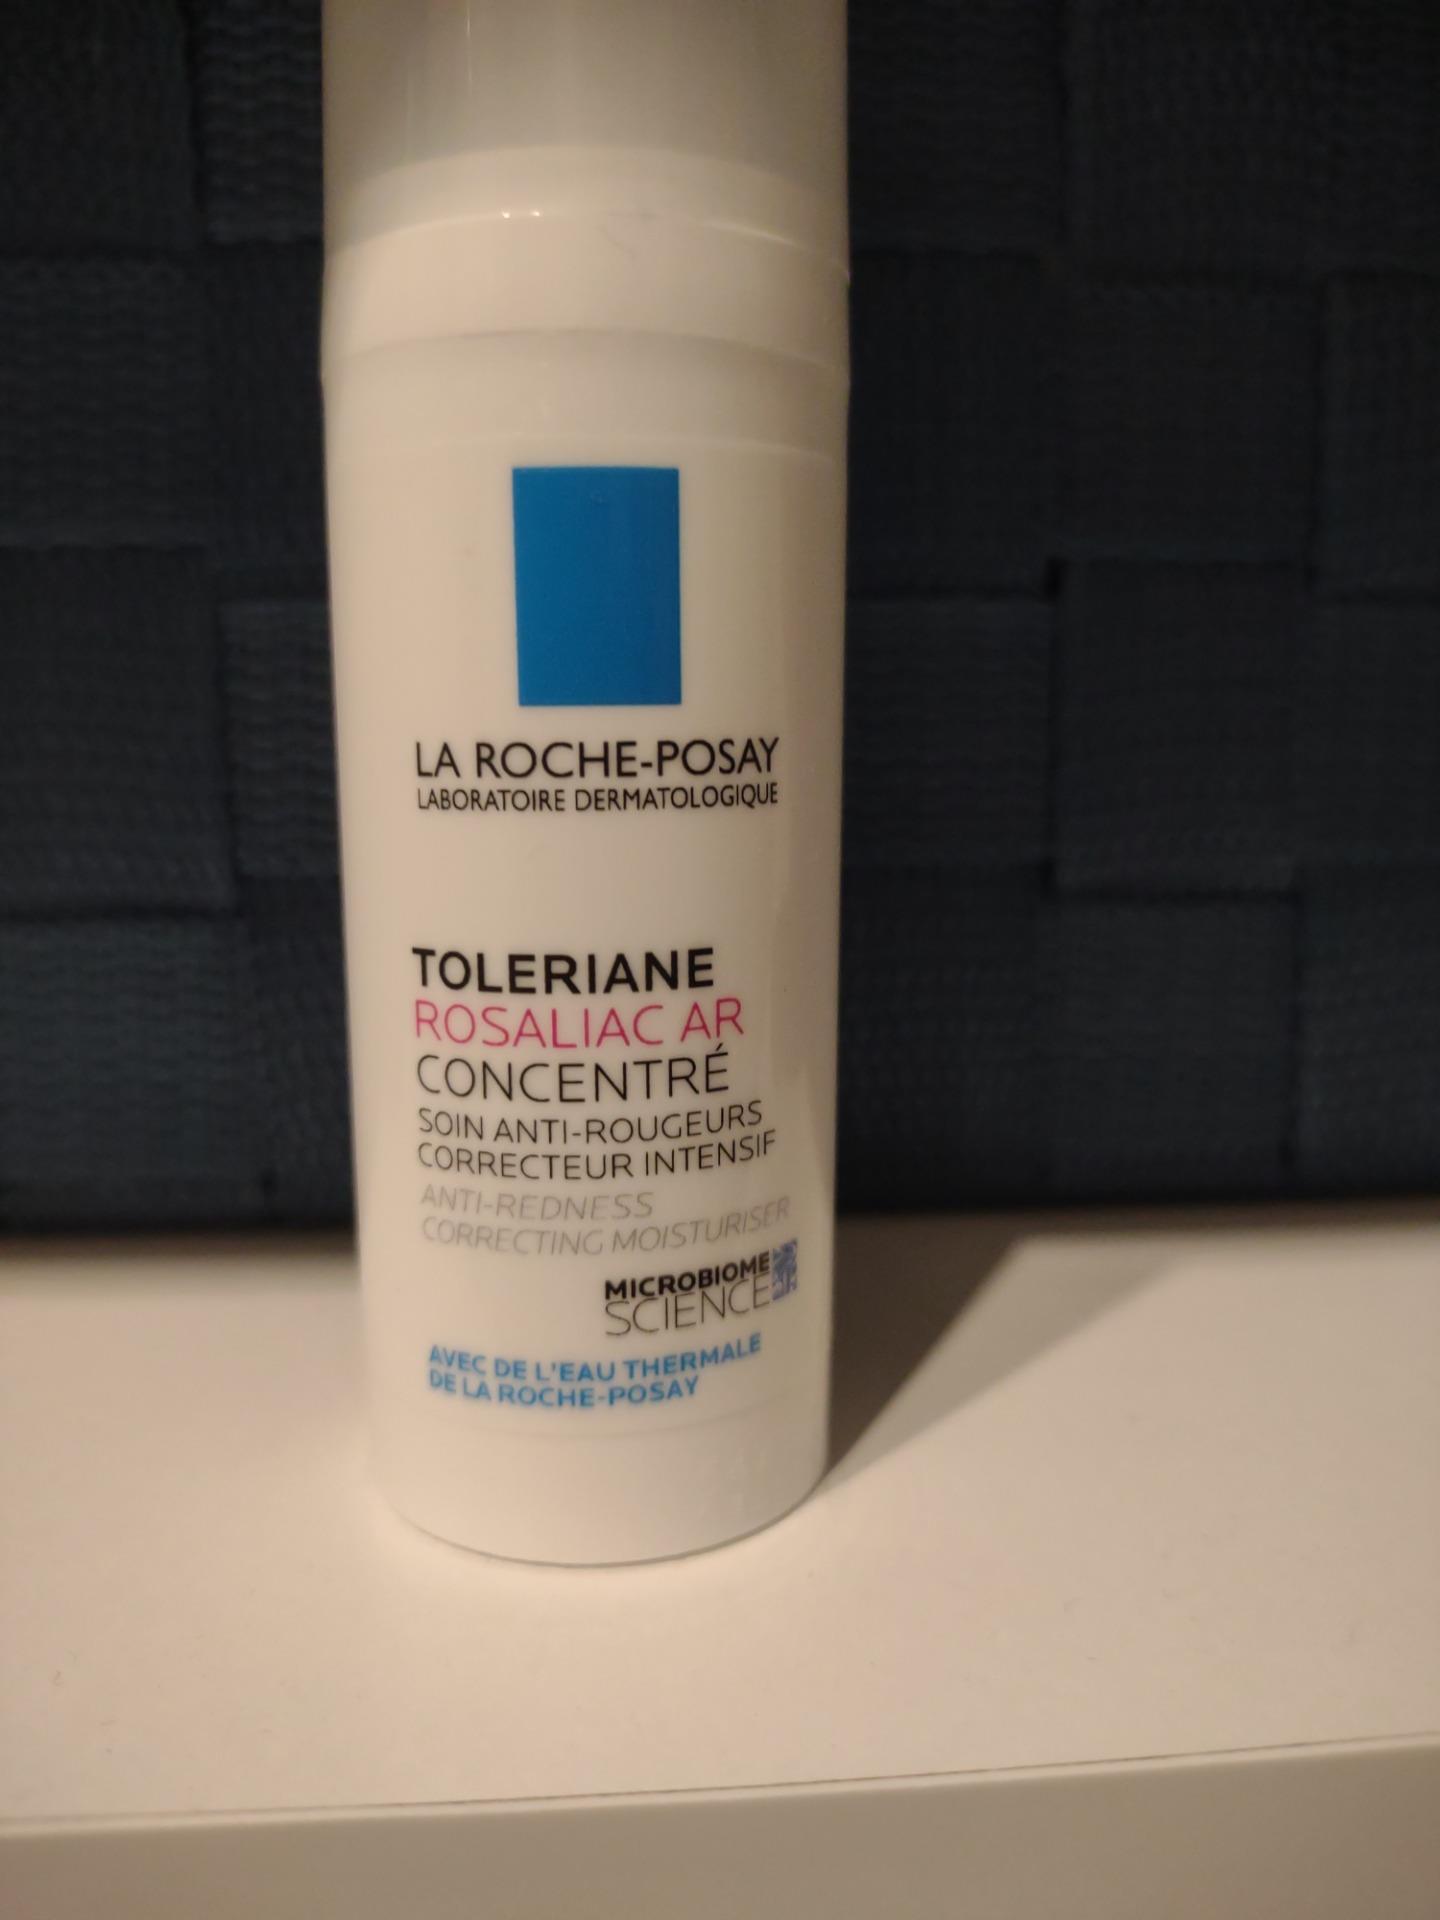 LA ROCHE-POSAY
LABORATOIRE DERMATOLOGIQUE
TOLERIANE
ROSALIAC AR
CONCENTRÉ
SOIN ANTI-ROUGEURS
CORRECTEUR INTENSIF
ANTI-REDNESS
CORRECTING MOISTURISER
MICROBIOME
SCIENCE
AVEC DE L'EAU THERMALE
DE LA ROCHE-POSAY